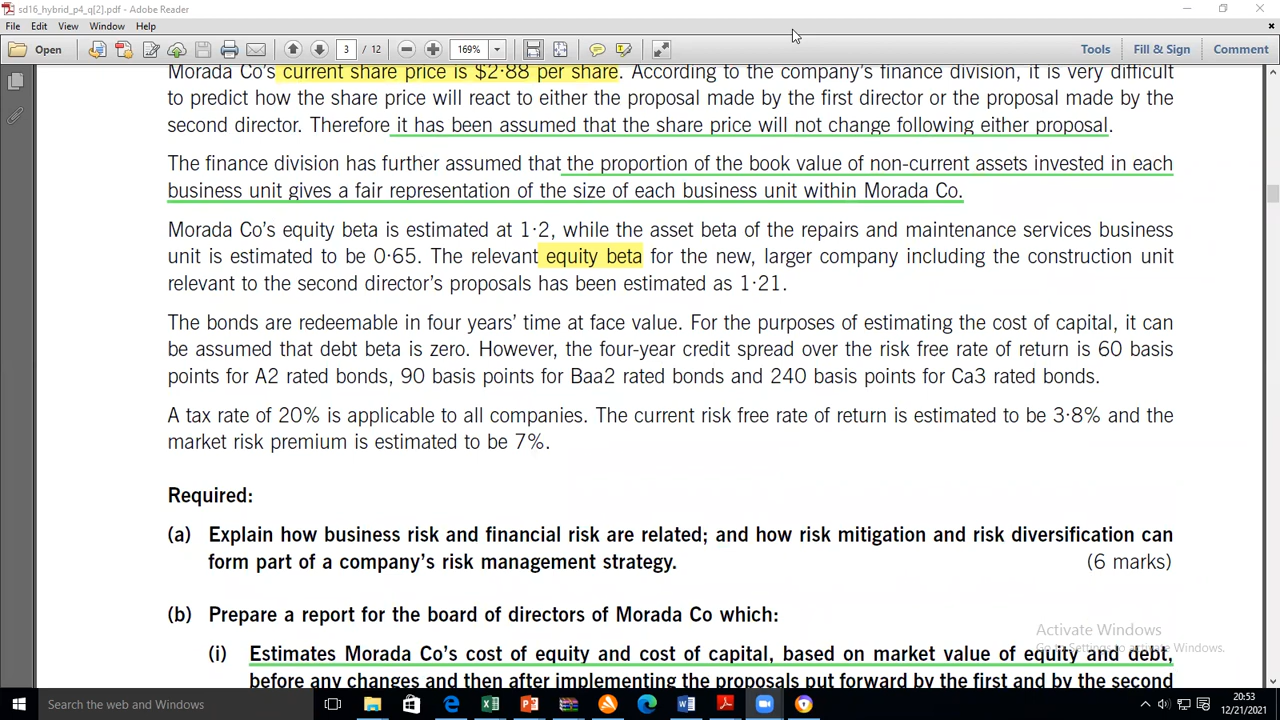 sd16_hybrid_p4_q[2].pdf - Adobe Reader
File Edit View Window Help
Open 3 / 12 169% Tools Fill & Sign Comment
Morada Co's current share price is $2·88 per share. According to the company's finance division, it is very difficult
to predict how the share price will react to either the proposal made by the first director or the proposal made by the
second director. Therefore it has been assumed that the share price will not change following either proposal.
The finance division has further assumed that the proportion of the book value of non-current assets invested in each
business unit gives a fair representation of the size of each business unit within Morada Co.
Morada Co's equity beta is estimated at 1·2, while the asset beta of the repairs and maintenance services business
unit is estimated to be 0·65. The relevant equity beta for the new, larger company including the construction unit
relevant to the second director's proposals has been estimated as 1·21.
The bonds are redeemable in four years' time at face value. For the purposes of estimating the cost of capital, it can
be assumed that debt beta is zero. However, the four-year credit spread over the risk free rate of return is 60 basis
points for A2 rated bonds, 90 basis points for Baa2 rated bonds and 240 basis points for Ca3 rated bonds.
A tax rate of 20% is applicable to all companies. The current risk free rate of return is estimated to be 3·8% and the
market risk premium is estimated to be 7%.
Required:
(a) Explain how business risk and financial risk are related; and how risk mitigation and risk diversification can
form part of a company's risk management strategy. (6 marks)
(b) Prepare a report for the board of directors of Morada Co which:
Activate Windows
Go to Settings to activate Windows.
(i) Estimates Morada Co's cost of equity and cost of capital, based on market value of equity and debt,
before any changes and then after implementing the proposals put forward by the first and by the second
Search the web and Windows
20:53
12/21/2021